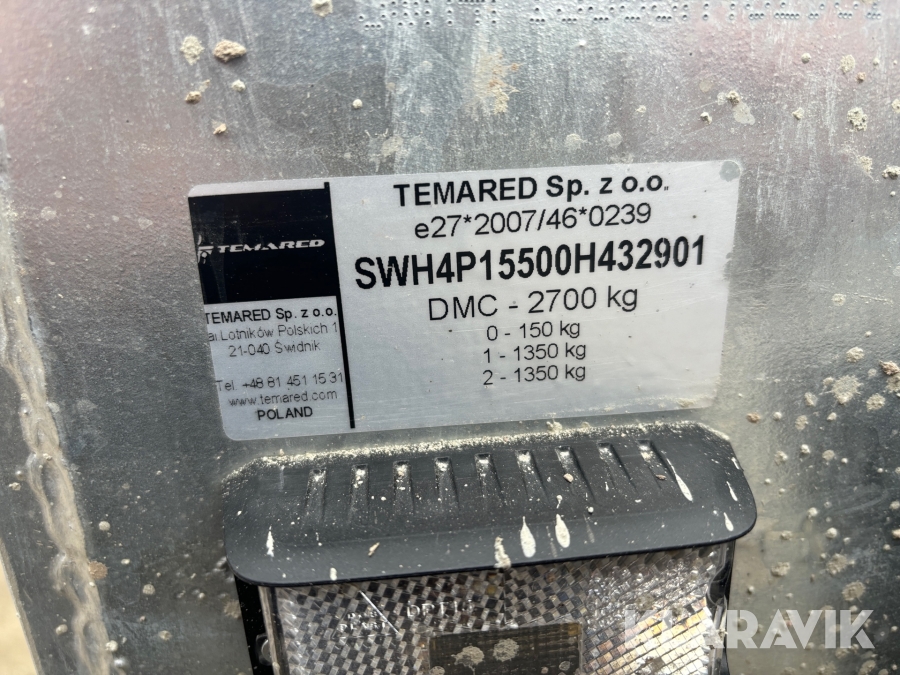 TEMARED Sp. z o.o.
e27*2007/46*0239
SWH4P15500H432901
DMC - 2700 kg
0 - 150 kg
1 - 1350 kg
2 - 1350 kg
TEMARED
TEMARED Sp. z o.o.
al.Lotników Polskich 1
21-040 Świdnik
Tel. +48 81 451 15 31
www.temared.com
POLAND
KLARAVIK